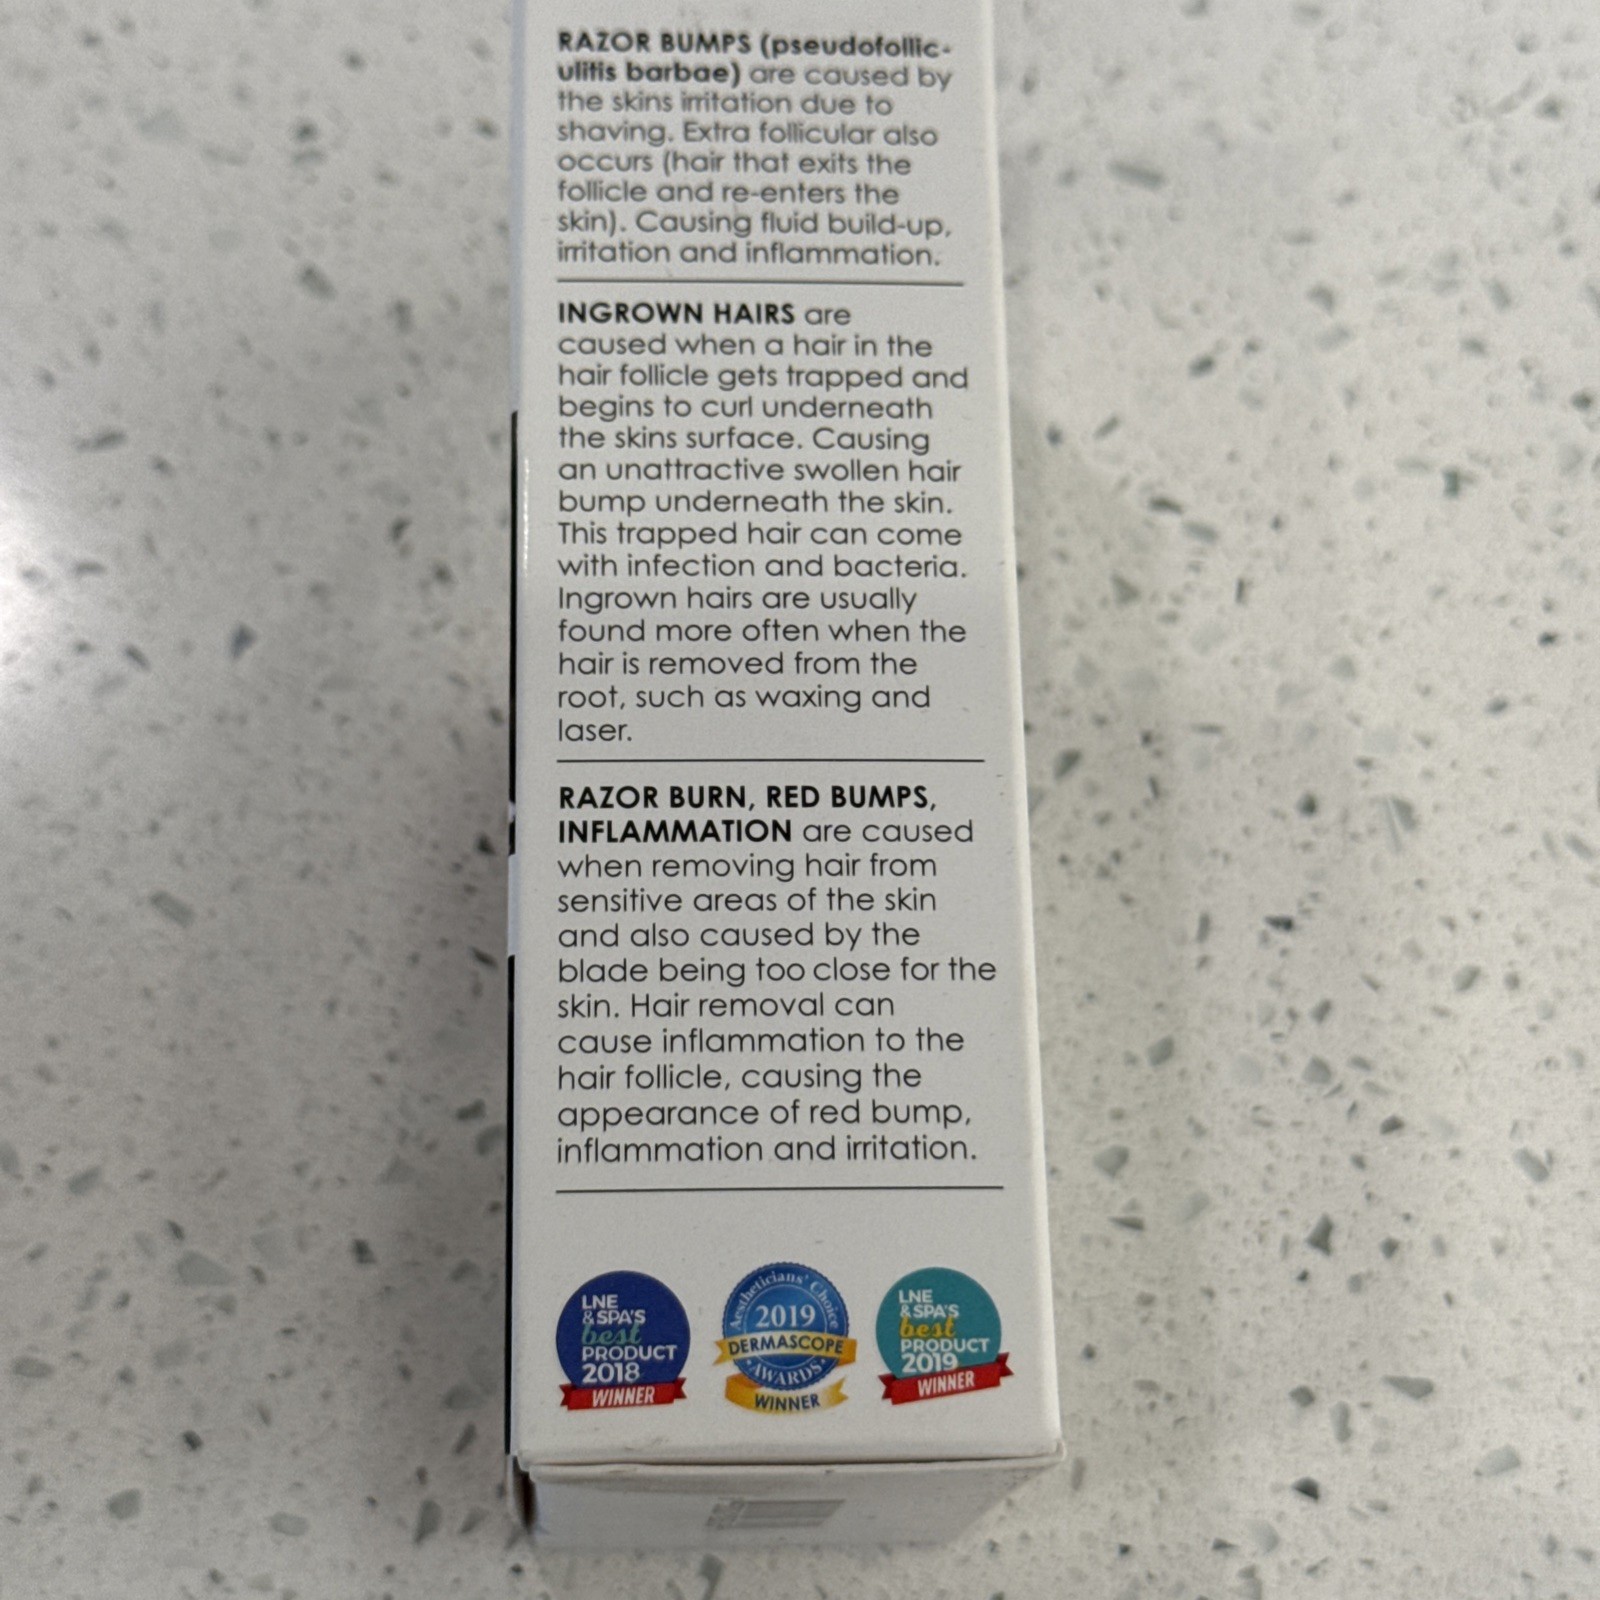 RAZOR BUMPS (pseudofollic-
ulitis barbae) are caused by
the skins irritation due to
shaving. Extra follicular also
occurs (hair that exits the
follicle and re-enters the
skin). Causing fluid build-up,
irritation and inflammation.
INGROWN HAIRS are
caused when a hair in the
hair follicle gets trapped and
begins to curl underneath
the skins surface. Causing
an unattractive swollen hair
bump underneath the skin.
This trapped hair can come
with infection and bacteria.
Ingrown hairs are usually
found more often when the
hair is removed from the
root, such as waxing and
laser.
RAZOR BURN, RED BUMPS,
INFLAMMATION are caused
when removing hair from
sensitive areas of the skin
and also caused by the
blade being too close for the
skin. Hair removal can
cause inflammation to the
hair follicle, causing the
appearance of red bump,
inflammation and irritation.
LNE
&SPA'S
best
PRODUCT
2018
WINNER
Aestheticians' Choice
2019
DERMASCOPE
AWARDS
WINNER
LNE
&SPA'S
best
PRODUCT
2019
WINNER